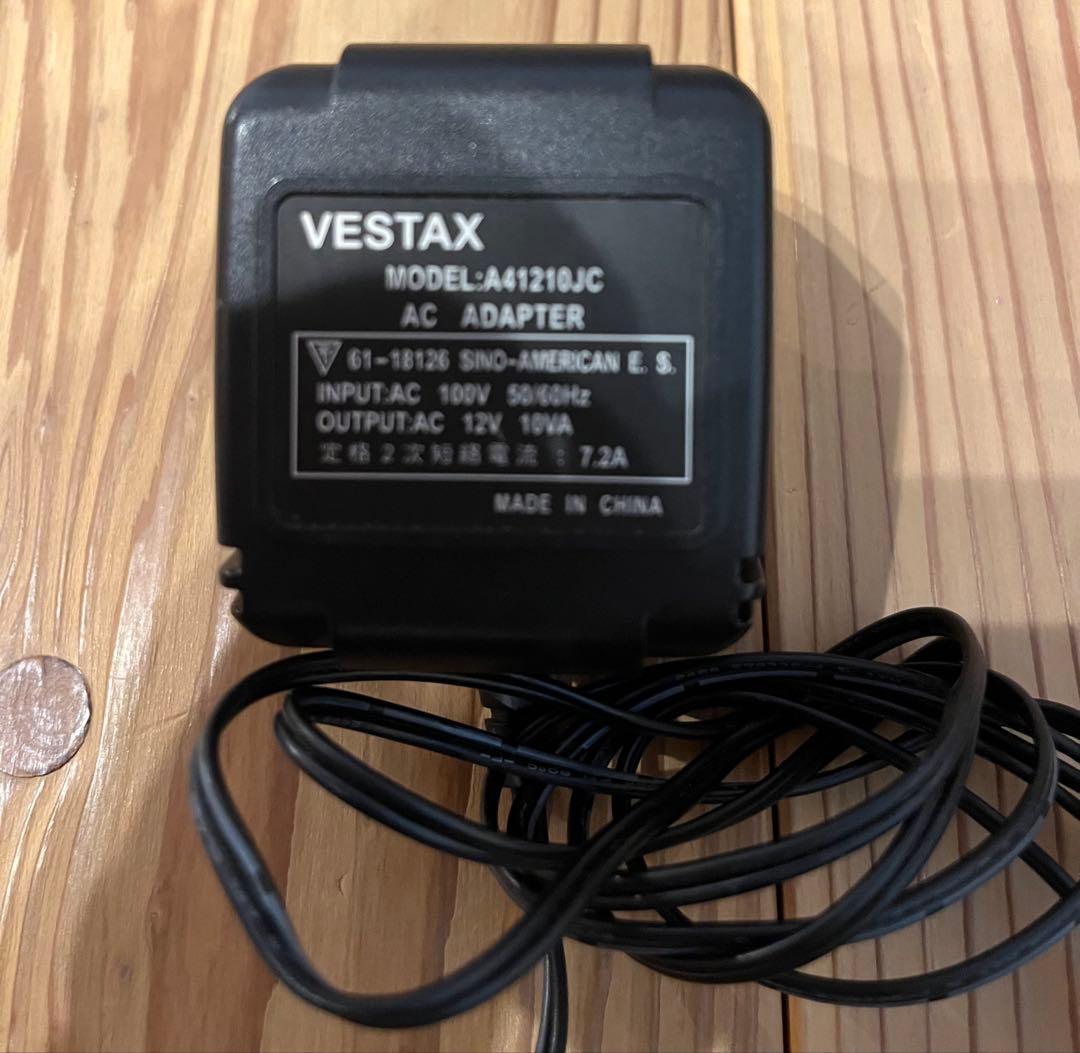 VESTAX
MODEL:A41210JC
AC ADAPTER
T 61-18126 SINO-AMERICAN E. S.
INPUT:AC 100V 50/60Hz
OUTPUT:AC 12V 10VA
定格2次短絡電流 : 7.2A
MADE IN CHINA